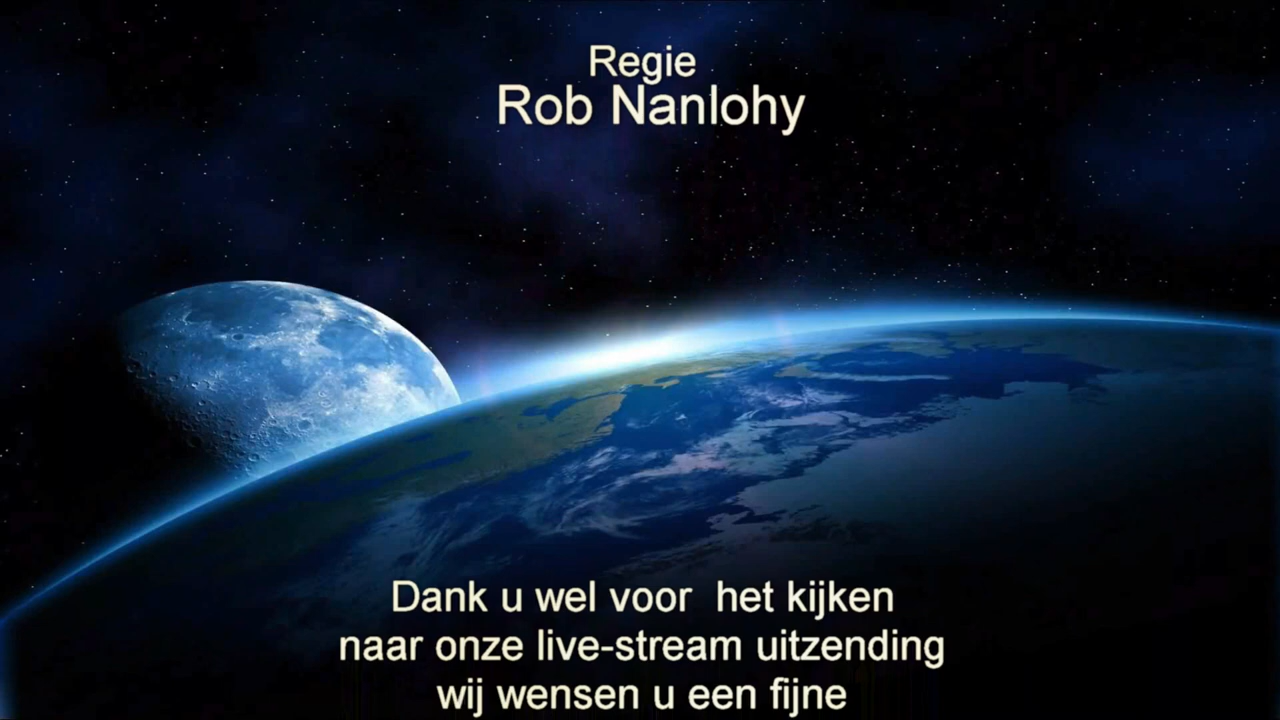 Regie
Rob Nanlohy
Dank u wel voor het kijken
naar onze live-stream uitzending
wij wensen u een fijne